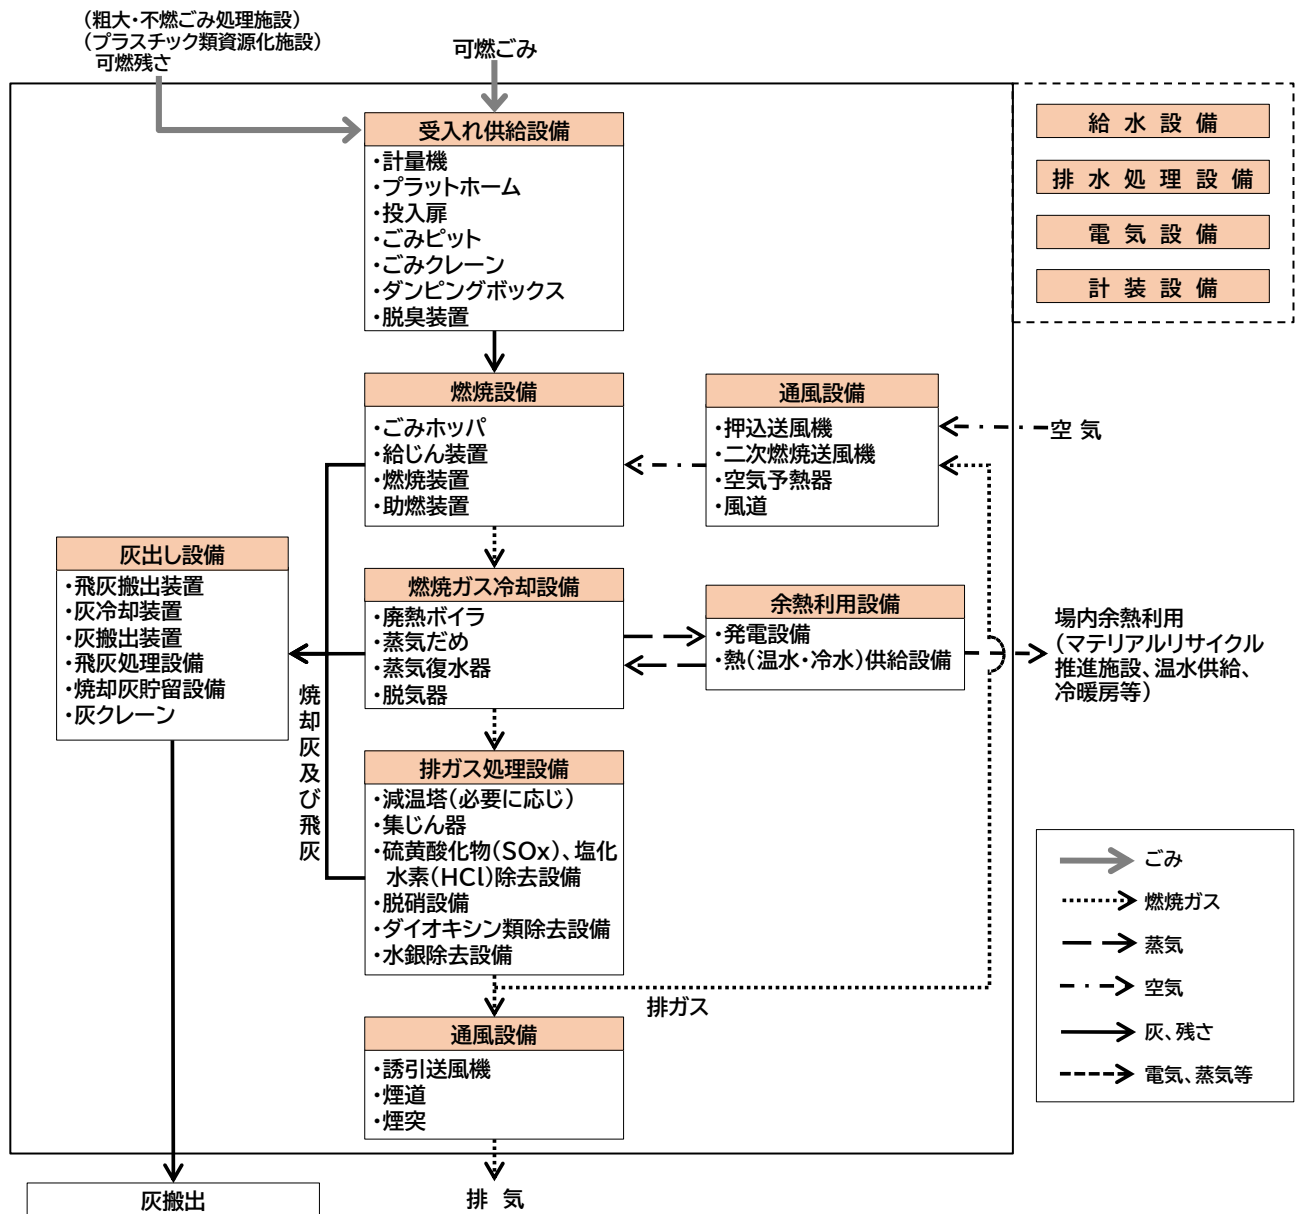 (粗大・不燃ごみ処理施設)
(プラスチック類資源化施設)
可燃残さ
可燃ごみ
受入れ供給設備
・計量機
・プラットホーム
・投入扉
・ごみピット
・ごみクレーン
・ダンピングボックス
・脱臭装置
給水設備
排水処理設備
電気設備
計装設備
燃焼設備
・ごみホッパ
・給じん装置
・燃焼装置
・助燃装置
通風設備
・押込送風機
・二次燃焼送風機
・空気予熱器
・風道
空気
灰出し設備
・飛灰搬出装置
・灰冷却装置
・灰搬出装置
・飛灰処理設備
・焼却灰貯留設備
・灰クレーン
焼却灰及び飛灰
燃焼ガス冷却設備
・廃熱ボイラ
・蒸気だめ
・蒸気復水器
・脱気器
余熱利用設備
・発電設備
・熱(温水・冷水)供給設備
場内余熱利用
(マテリアルリサイクル
推進施設、温水供給、
冷暖房等)
排ガス処理設備
・減温塔(必要に応じ)
・集じん器
・硫黄酸化物(SOx)、塩化
水素(HCl)除去設備
・脱硝設備
・ダイオキシン類除去設備
・水銀除去設備
排ガス
通風設備
・誘引送風機
・煙道
・煙突
排気
灰搬出
ごみ
燃焼ガス
蒸気
空気
灰、残さ
電気、蒸気等